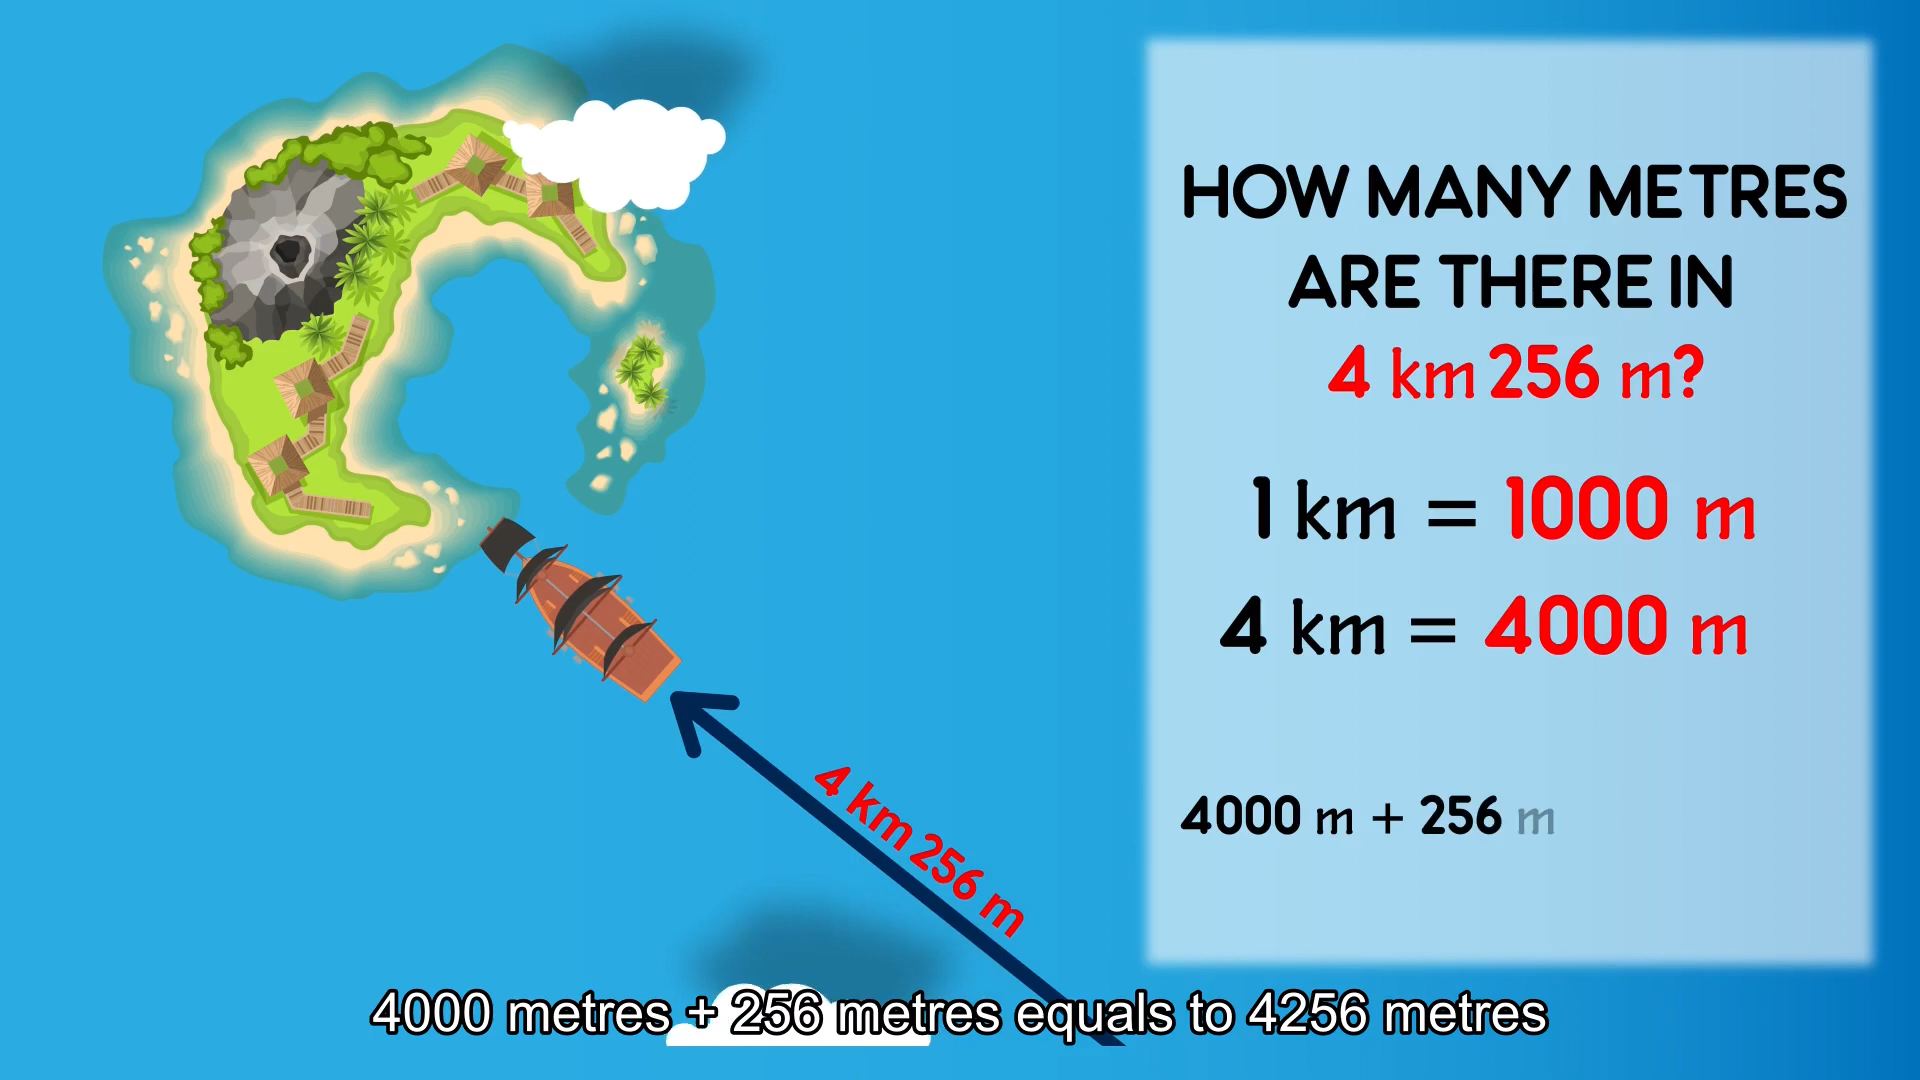 HOW MANY METRES
ARE THERE IN
4 km 256 m?
1 km = 1000 m
4 km = 4000 m
4000 m + 256 m
4 km 256 m
4000 metres + 256 metres equals to 4256 metres